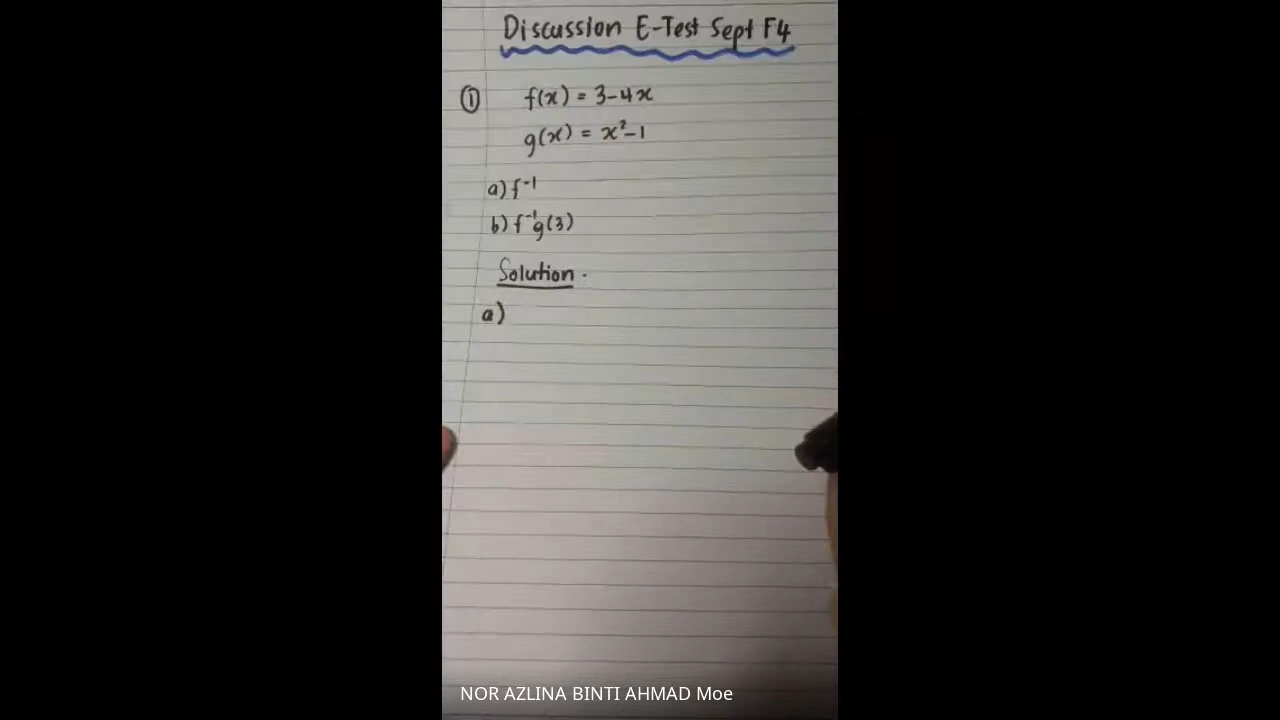 Discussion E-Test Sept F4
① f(x) = 3-4x
g(x) = x²-1
a) f⁻¹
b) f⁻¹g(3)
Solution.
a)
NOR AZLINA BINTI AHMAD Moe